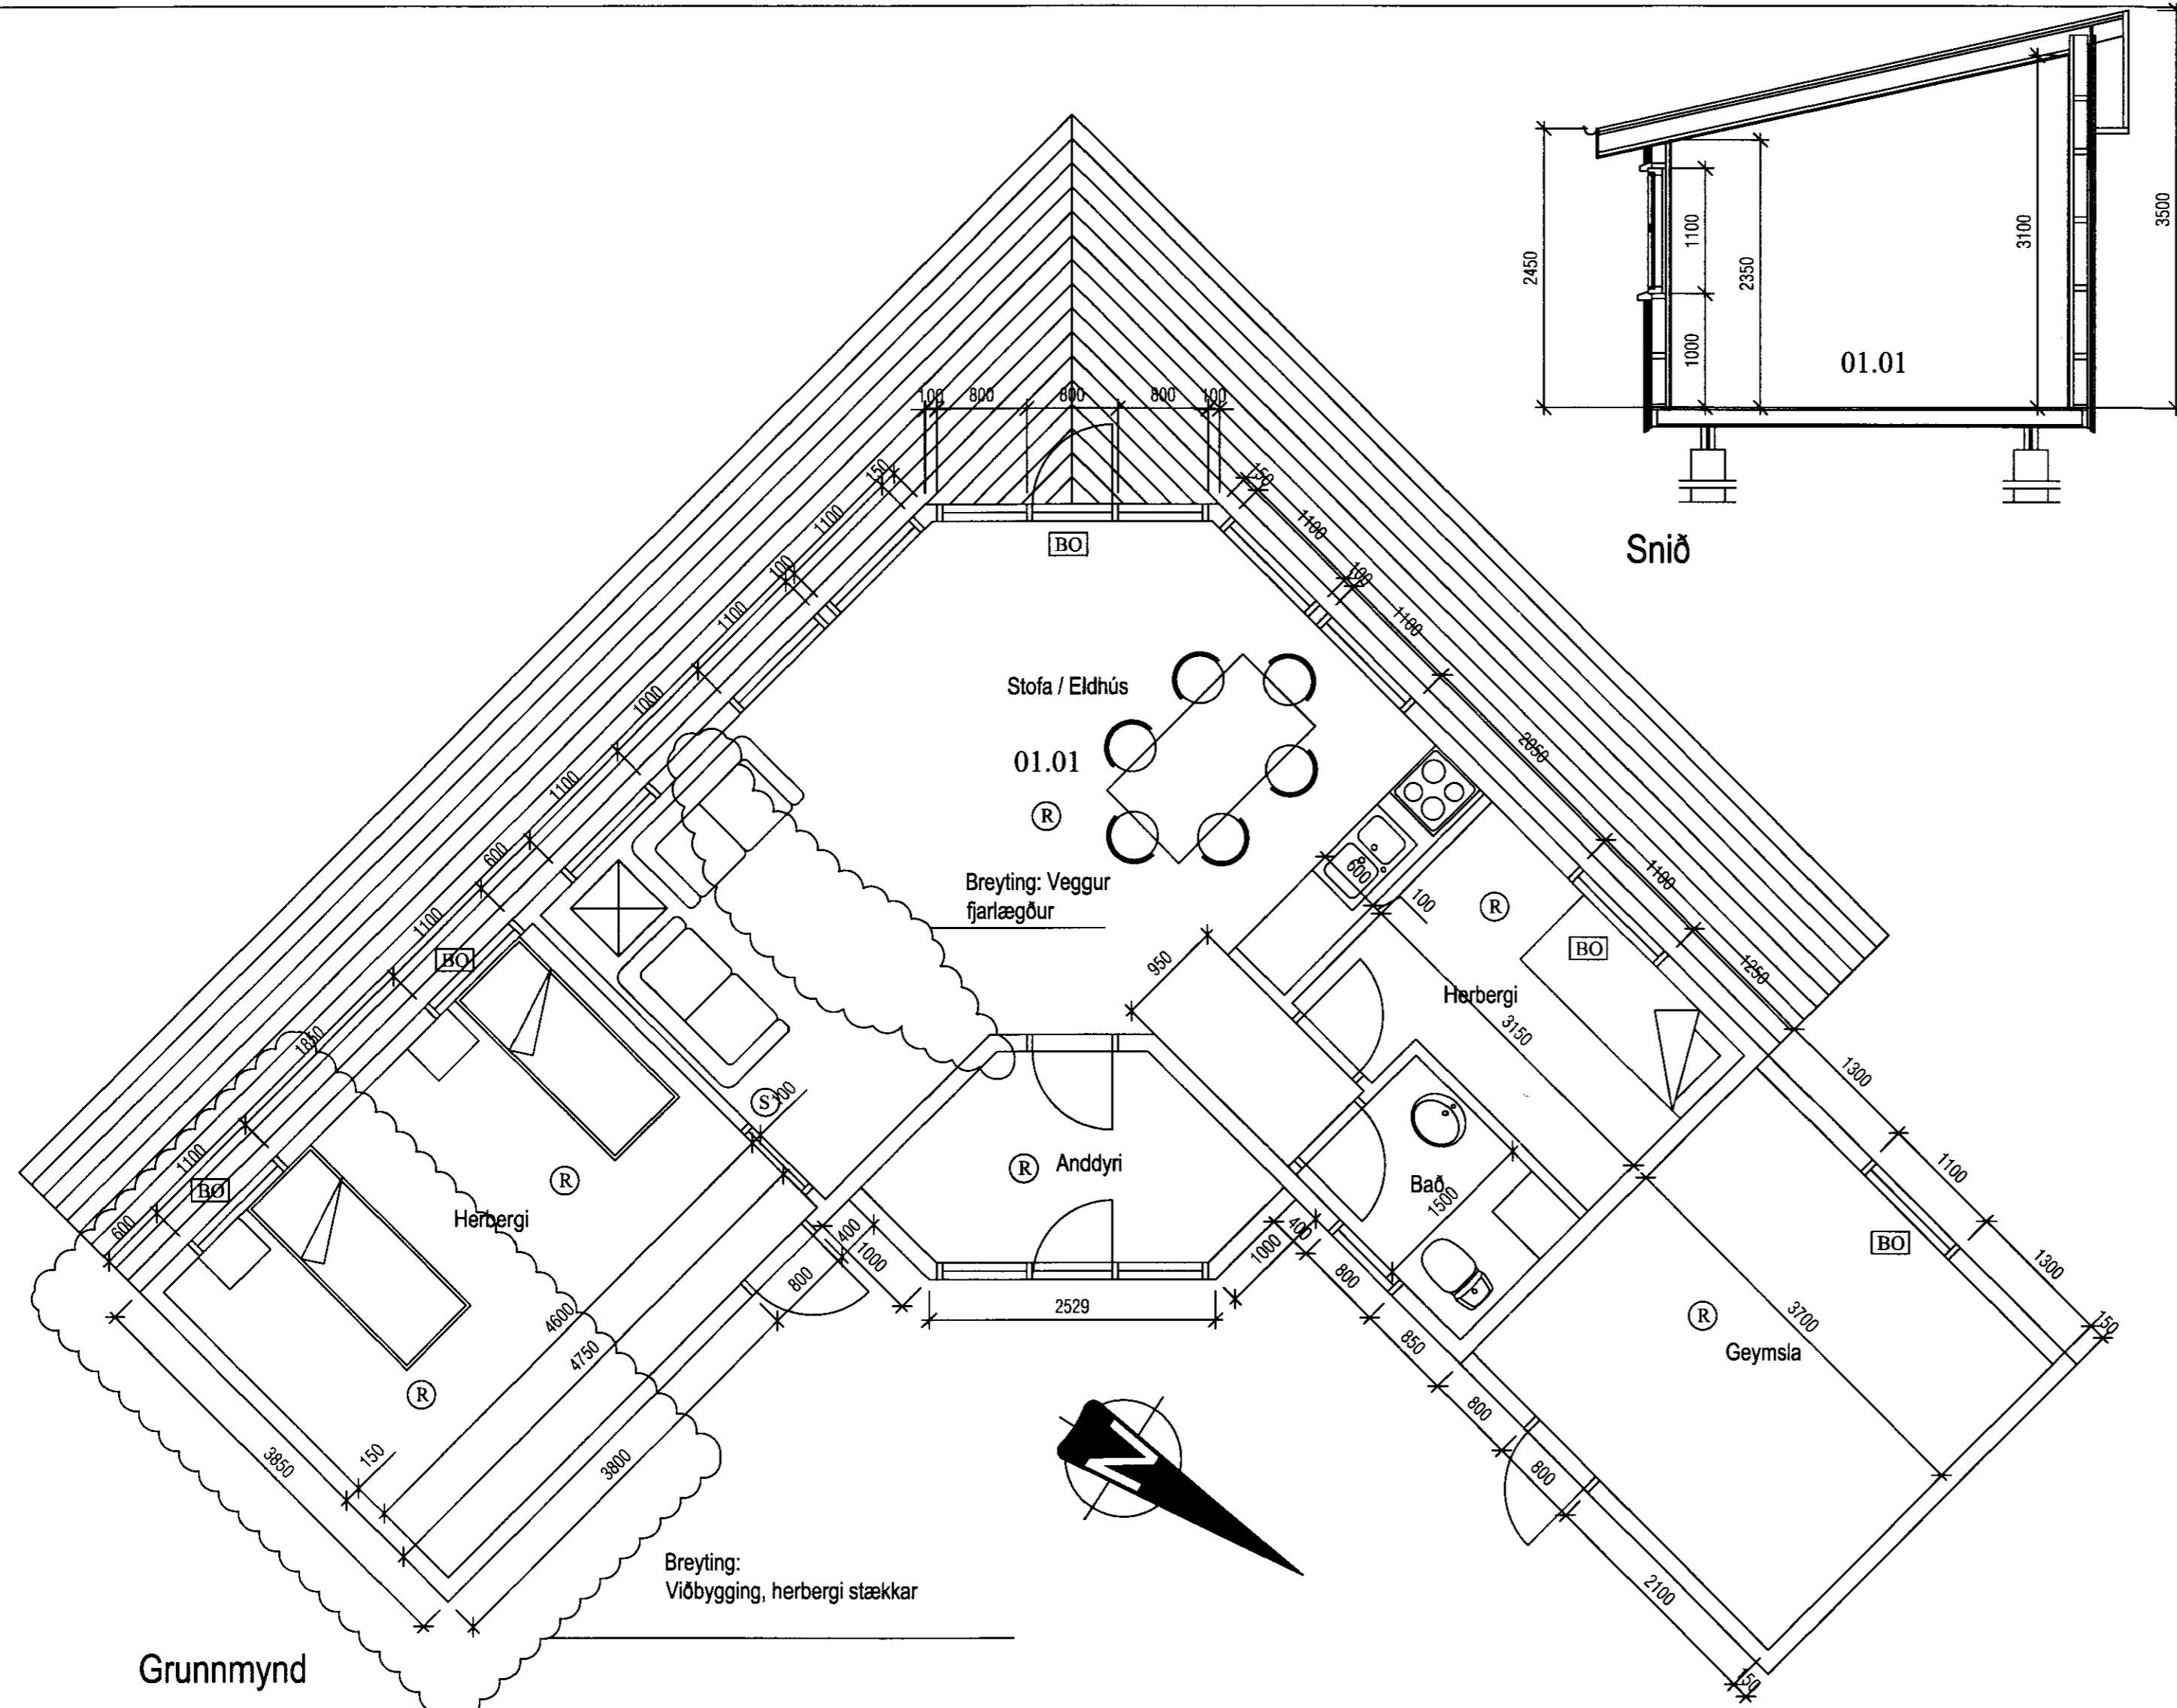 3500
2450
1100
2350
3100
1000
01.01
Snið
100
800
800
800
100
150
1100
100
1100
1000
1100
600
1100
1850
1100
600
150
1100
100
1100
2050
1100
1250
1300
1100
1300
150
BO
Stofa / Eldhús
01.01
R
Breyting: Veggur
fjarlægður
600
100
R
BO
950
Herbergi
3150
BO
S
100
R
Anddyri
Bað
1500
BO
R
Herbergi
BO
400
1000
800
2529
400
1000
800
850
800
800
2100
150
3700
R
Geymsla
4600
4750
R
3850
150
3800
N
Breyting:
Viðbygging, herbergi stækkar
Grunnmynd